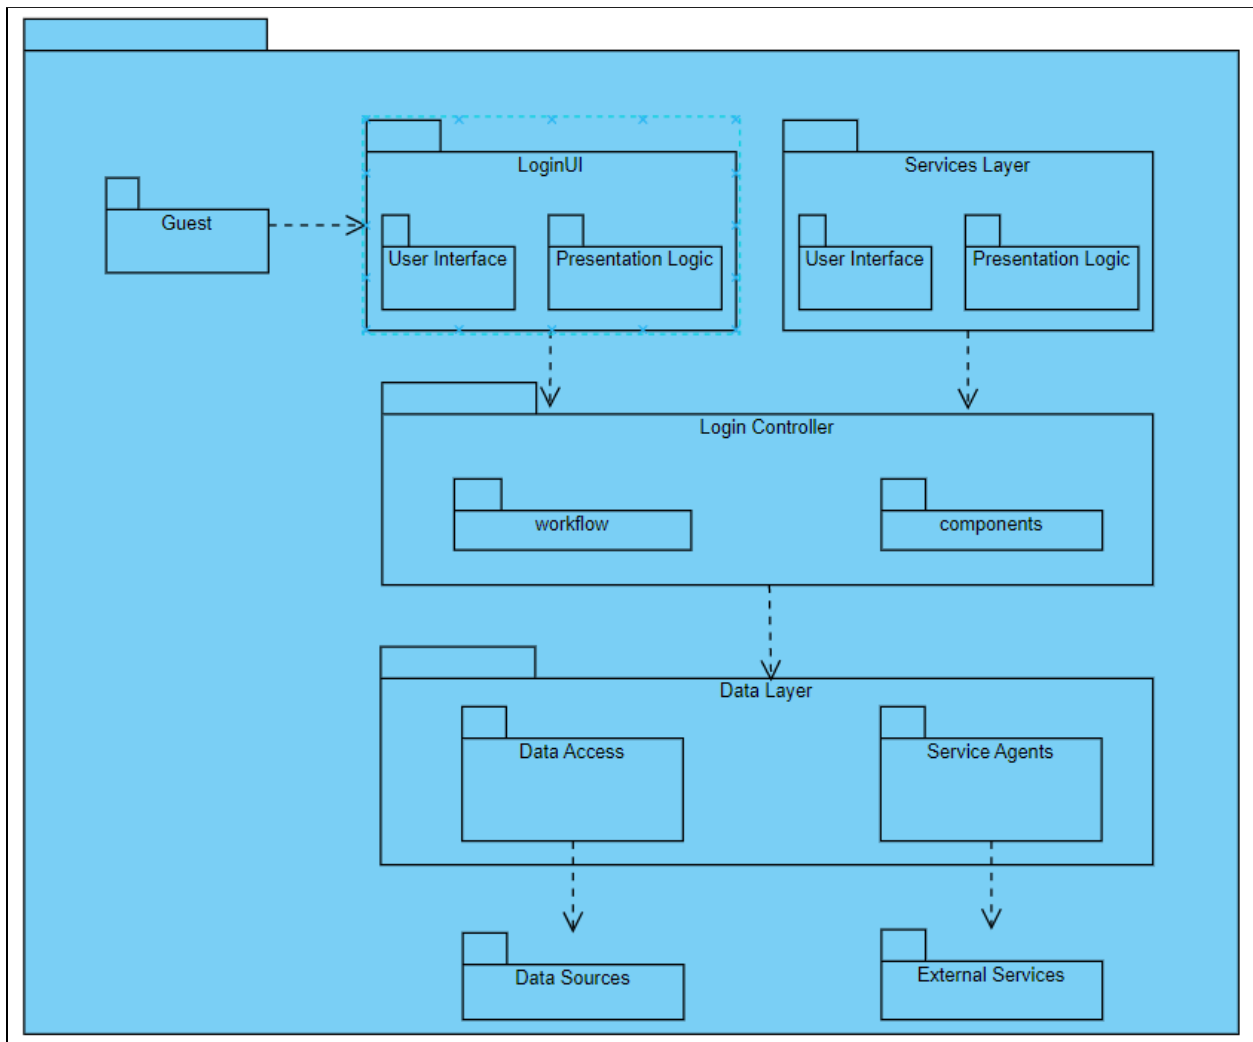 LoginUI
Services Layer
Guest
User Interface
Presentation Logic
User Interface
Presentation Logic
Login Controller
workflow
components
Data Layer
Data Access
Service Agents
Data Sources
External Services